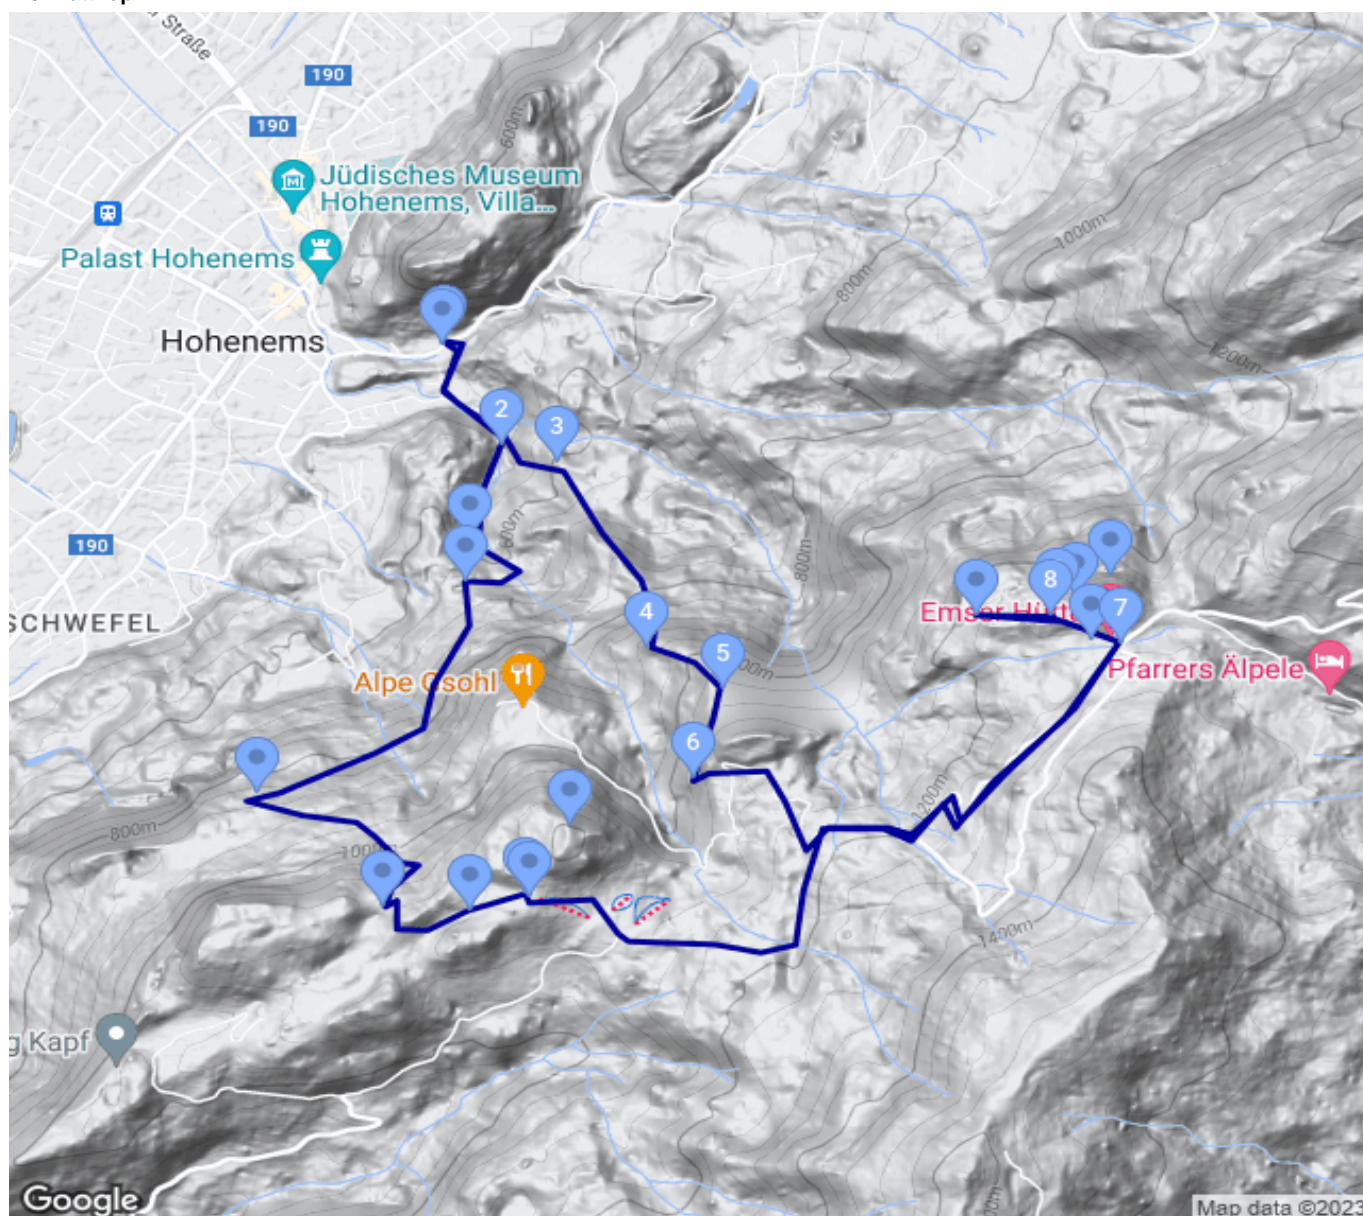 Straße
190
190
600m
Jüdisches Museum
Hohenems, Villa...
Palast Hohenems
1000m
800m
Hohenems
1200m
2
3
190
600m
800m
8
Emser Hütt
7
SCHWEFEL
4
5
Pfarrers Älpele
Alpe Gsohl
6
1200m
800m
1000m
1400m
g Kapf
Google
Map data ©2023